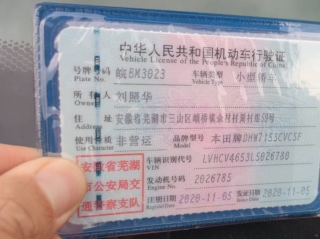 中华人民共和国机动车行驶证
Vehicle License of the People's Republic of China
号牌号码 皖BM3023 车辆类型 小型轿车
Plate No. Vehicle Type
所有人 刘照华
Owner
住址 安徽省芜湖市三山区峨桥镇
Address
使用性质 非营运 品牌型号 本田牌DHW7153CVCSF
Use Character Model
安徽省芜湖市公安局交通警察支队
车辆识别代号 LVHCV4653L5026780
VIN
发动机号码 2026785
Engine No.
注册日期 2020-11-05 发证日期 2020-11-05
Register Date Issue Date